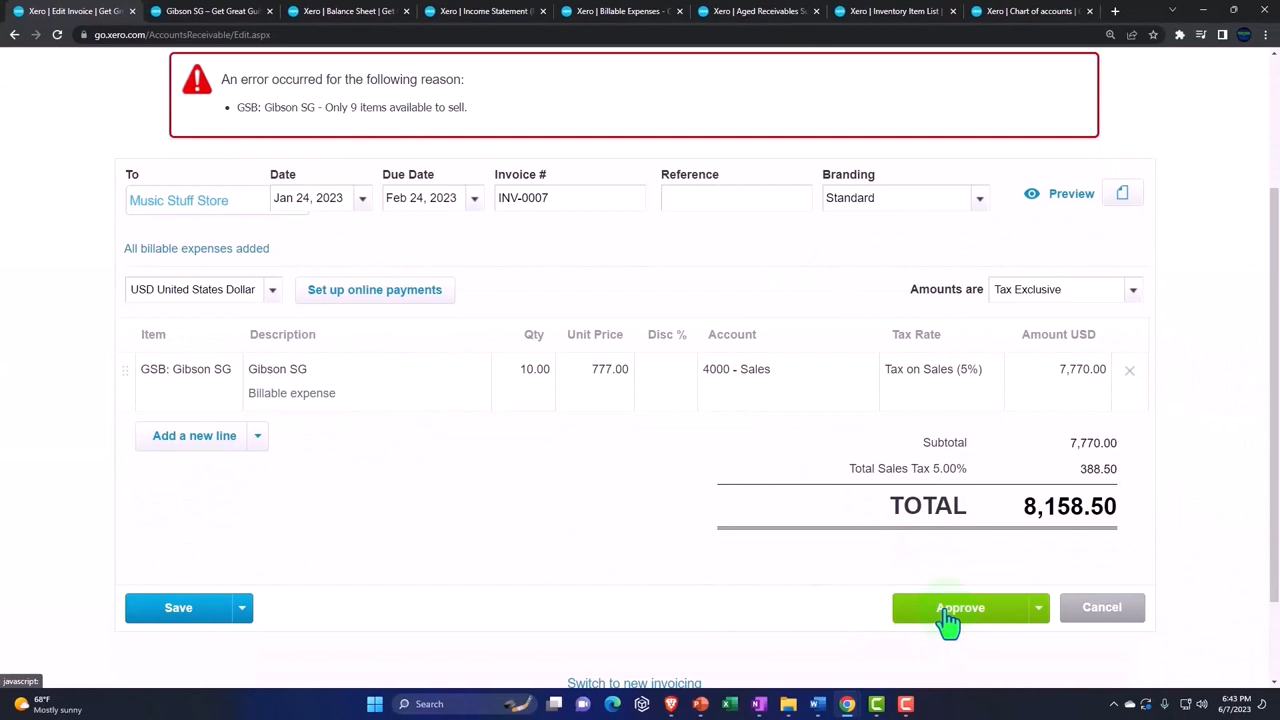 Xero | Edit Invoice | Get Gr
Gibson SG – Get Great Gui
Xero | Balance Sheet | Get
Xero | Income Statement (
Xero | Billable Expenses - G
Xero | Aged Receivables Su
Xero | Inventory Item List |
Xero | Chart of accounts |
go.xero.com/AccountsReceivable/Edit.aspx
An error occurred for the following reason:
• GSB: Gibson SG - Only 9 items available to sell.
To Date Due Date Invoice # Reference Branding
Music Stuff Store Jan 24, 2023 Feb 24, 2023 INV-0007 Standard Preview
All billable expenses added
USD United States Dollar Set up online payments Amounts are Tax Exclusive
Item Description Qty Unit Price Disc % Account Tax Rate Amount USD
GSB: Gibson SG Gibson SG 10.00 777.00 4000 - Sales Tax on Sales (5%) 7,770.00
Billable expense
Add a new line
Subtotal 7,770.00
Total Sales Tax 5.00% 388.50
TOTAL 8,158.50
Save Approve Cancel
Switch to new invoicing
javascript:
68°F
Mostly sunny
Search
6:43 PM
6/7/2023